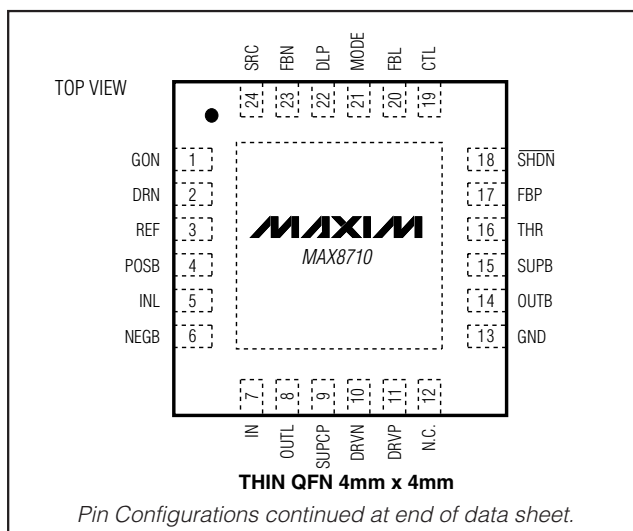 SRC
FBN
DLP
MODE
FBL
CTL
TOP VIEW
24
23
22
21
20
19
GON 1
DRN 2
REF 3
POSB 4
INL 5
NEGB 6
MAXIM
MAX8710
18 SHDN
17 FBP
16 THR
15 SUPB
14 OUTB
13 GND
7
8
9
10
11
12
IN
OUTL
SUPCP
DRVN
DRVP
N.C.
THIN QFN 4mm x 4mm
Pin Configurations continued at end of data sheet.